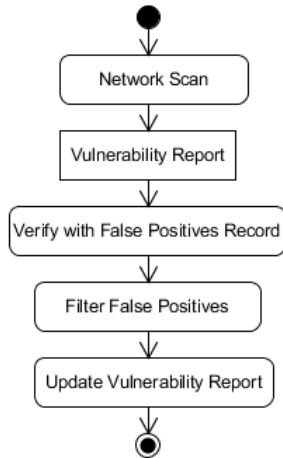 Network Scan
Vulnerability Report
Verify with False Positives Record
Filter False Positives
Update Vulnerability Report